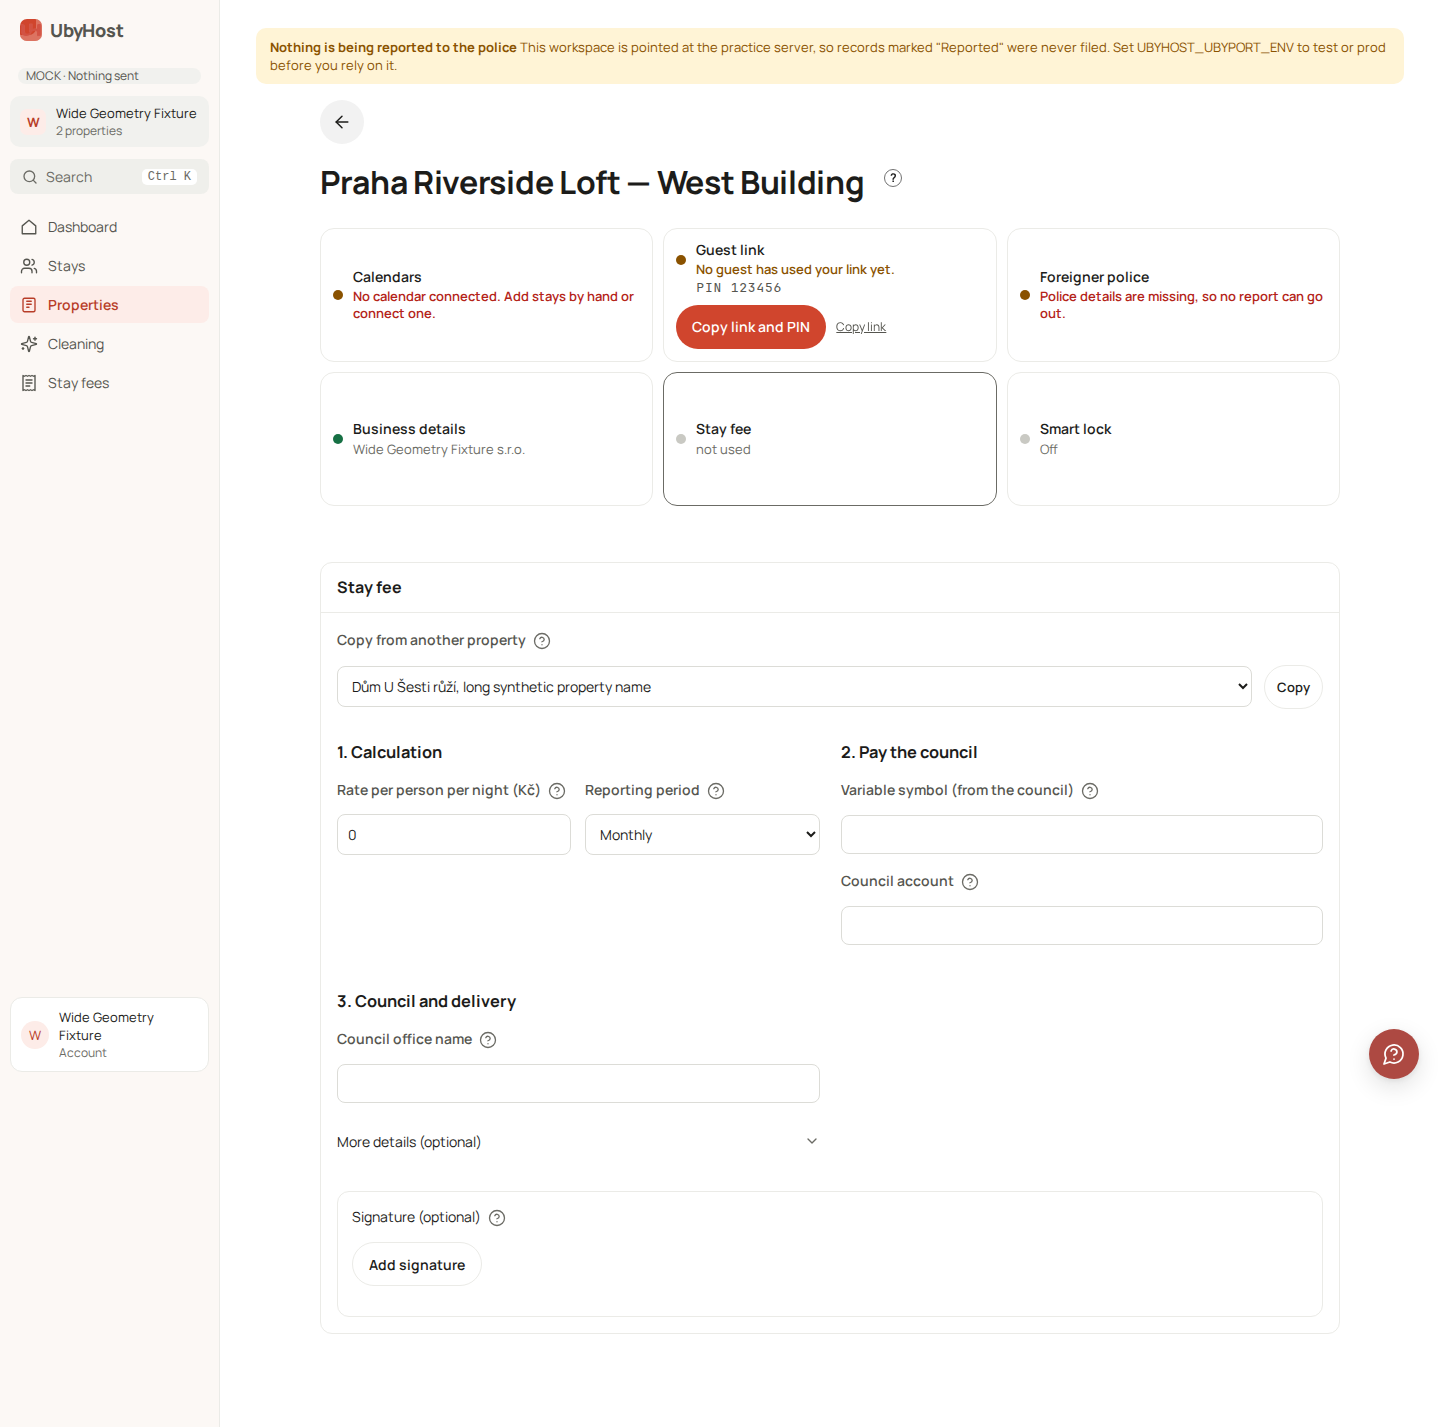 UbyHost
MOCK · Nothing sent
W
Wide Geometry Fixture
2 properties
Search
Ctrl K
Dashboard
Stays
Properties
Cleaning
Stay fees
W
Wide Geometry
Fixture
Account
Nothing is being reported to the police This workspace is pointed at the practice server, so records marked "Reported" were never filed. Set UBYHOST_UBYPORT_ENV to test or prod
before you rely on it.
Praha Riverside Loft — West Building
?
Calendars
No calendar connected. Add stays by hand or
connect one.
Guest link
No guest has used your link yet.
PIN 123456
Copy link and PIN
Copy link
Foreigner police
Police details are missing, so no report can go
out.
Business details
Wide Geometry Fixture s.r.o.
Stay fee
not used
Smart lock
Off
Stay fee
Copy from another property ?
Dům U Šesti růží, long synthetic property name
Copy
1. Calculation
Rate per person per night (Kč) ?
0
Reporting period ?
Monthly
2. Pay the council
Variable symbol (from the council) ?
Council account ?
3. Council and delivery
Council office name ?
More details (optional)
Signature (optional) ?
Add signature